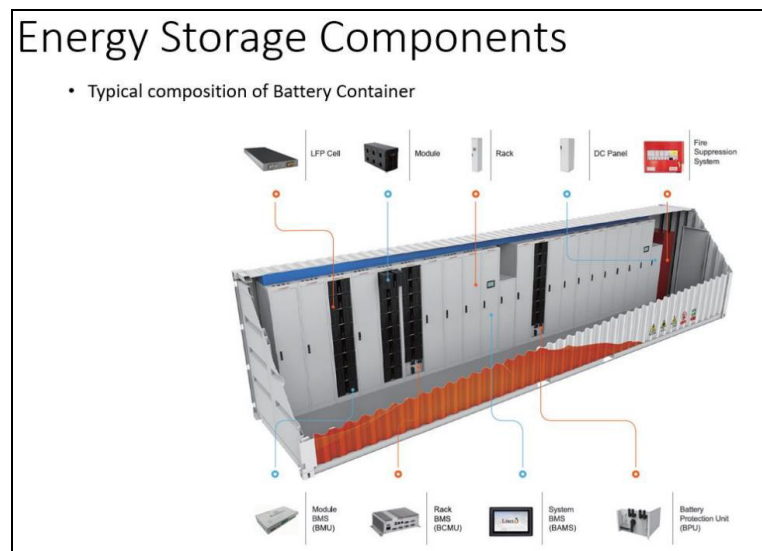 Energy Storage Components
• Typical composition of Battery Container
LFP Cell
Module
Rack
DC Panel
Fire
Suppression
System
Module
BMS
(BMU)
Rack
BMS
(BCMU)
System
BMS
(BAMS)
Battery
Protection Unit
(BPU)